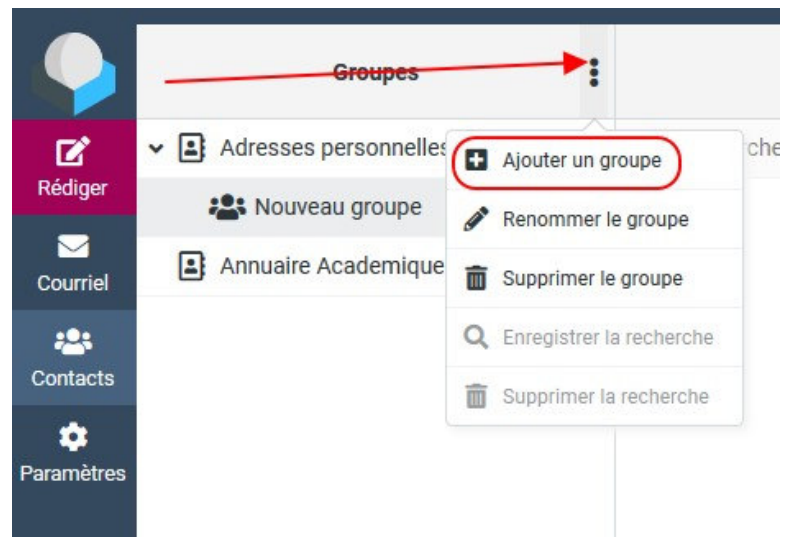 Groupes
Adresses personnelles
che
Ajouter un groupe
Rédiger
Nouveau groupe
Renommer le groupe
Annuaire Academique
Supprimer le groupe
Courriel
Enregistrer la recherche
Contacts
Supprimer la recherche
Paramètres